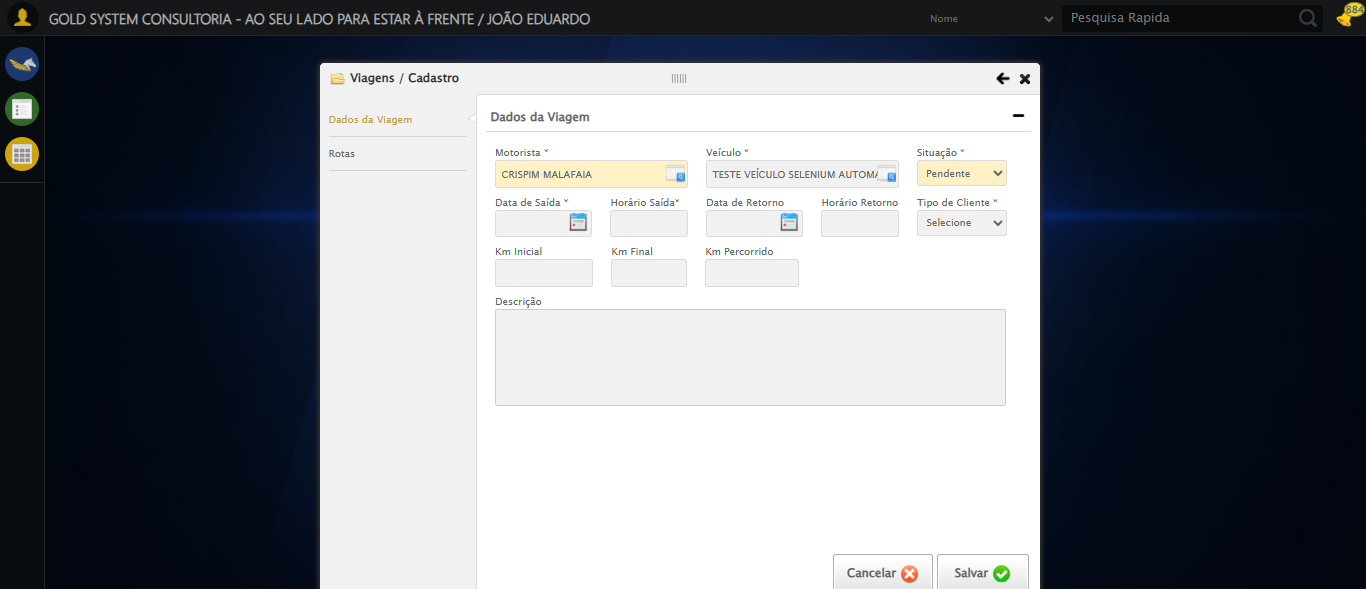 GOLD SYSTEM CONSULTORIA - AO SEU LADO PARA ESTAR À FRENTE / JOÃO EDUARDO
Nome
Pesquisa Rapida
884
Viagens / Cadastro
Dados da Viagem
Rotas
Dados da Viagem
Motorista * Veículo * Situação *
CRISPIM MALAFAIA TESTE VEÍCULO SELENIUM AUTOMA Pendente
Data de Saída * Horário Saída* Data de Retorno Horário Retorno Tipo de Cliente *
Selecione
Km Inicial Km Final Km Percorrido
Descrição
Cancelar Salvar